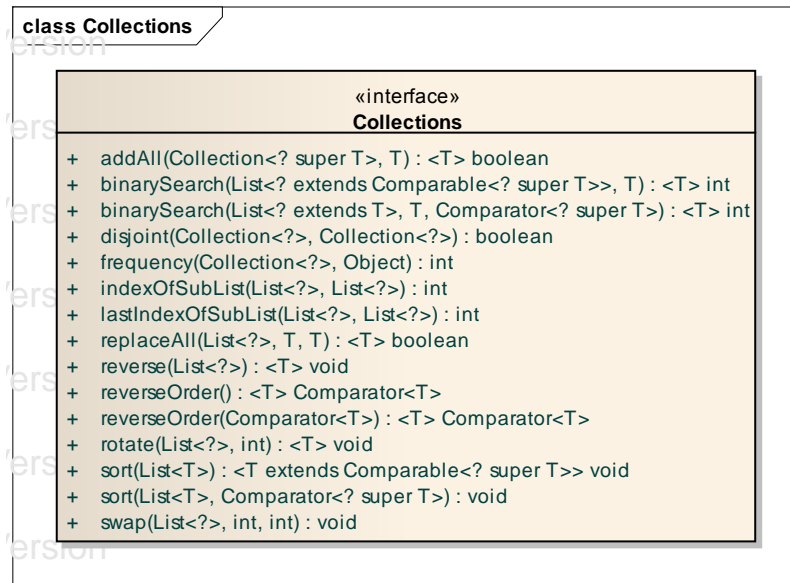 class Collections
«interface»
Collections
+ addAll(Collection<? super T>, T) : <T> boolean
+ binarySearch(List<? extends Comparable<? super T>>, T) : <T> int
+ binarySearch(List<? extends T>, T, Comparator<? super T>) : <T> int
+ disjoint(Collection<?>, Collection<?>) : boolean
+ frequency(Collection<?>, Object) : int
+ indexOfSubList(List<?>, List<?>) : int
+ lastIndexOfSubList(List<?>, List<?>) : int
+ replaceAll(List<?>, T, T) : <T> boolean
+ reverse(List<?>) : <T> void
+ reverseOrder() : <T> Comparator<T>
+ reverseOrder(Comparator<T>) : <T> Comparator<T>
+ rotate(List<?>, int) : <T> void
+ sort(List<T>) : <T extends Comparable<? super T>> void
+ sort(List<T>, Comparator<? super T>) : void
+ swap(List<?>, int, int) : void